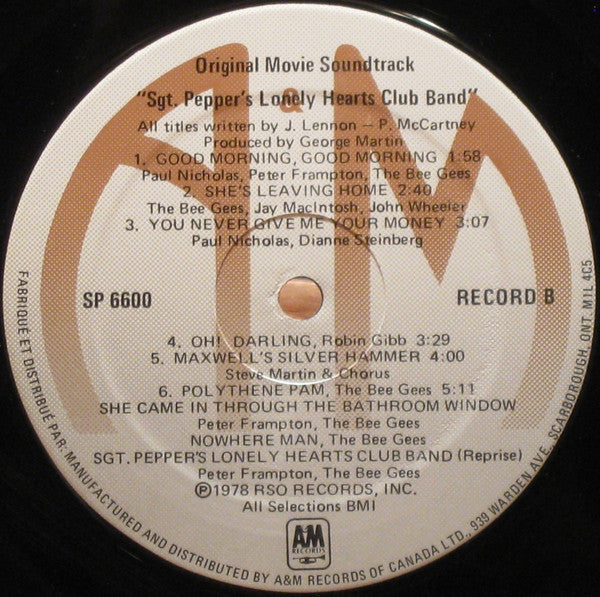 Original Movie Soundtrack
A&M
"Sgt. Pepper's Lonely Hearts Club Band"
All titles written by J. Lennon – P. McCartney
Produced by George Martin
1. GOOD MORNING, GOOD MORNING 1:58
Paul Nicholas, Peter Frampton, The Bee Gees
2. SHE'S LEAVING HOME 2:40
The Bee Gees, Jay MacIntosh, John Wheeler
3. YOU NEVER GIVE ME YOUR MONEY 3:07
Paul Nicholas, Dianne Steinberg
SP 6600
RECORD B
4. OH! DARLING, Robin Gibb 3:29
5. MAXWELL'S SILVER HAMMER 4:00
Steve Martin & Chorus
6. POLYTHENE PAM, The Bee Gees 5:11
SHE CAME IN THROUGH THE BATHROOM WINDOW
Peter Frampton, The Bee Gees
NOWHERE MAN, The Bee Gees
SGT. PEPPER'S LONELY HEARTS CLUB BAND (Reprise)
Peter Frampton, The Bee Gees
Ⓟ1978 RSO RECORDS, INC.
All Selections BMI
A&M
RECORDS
FABRIQUÉ ET DISTRIBUÉ PAR: MANUFACTURED AND DISTRIBUTED BY A&M RECORDS OF CANADA LTD., 939 WARDEN AVE. SCARBOROUGH, ONT. M1L 4C5